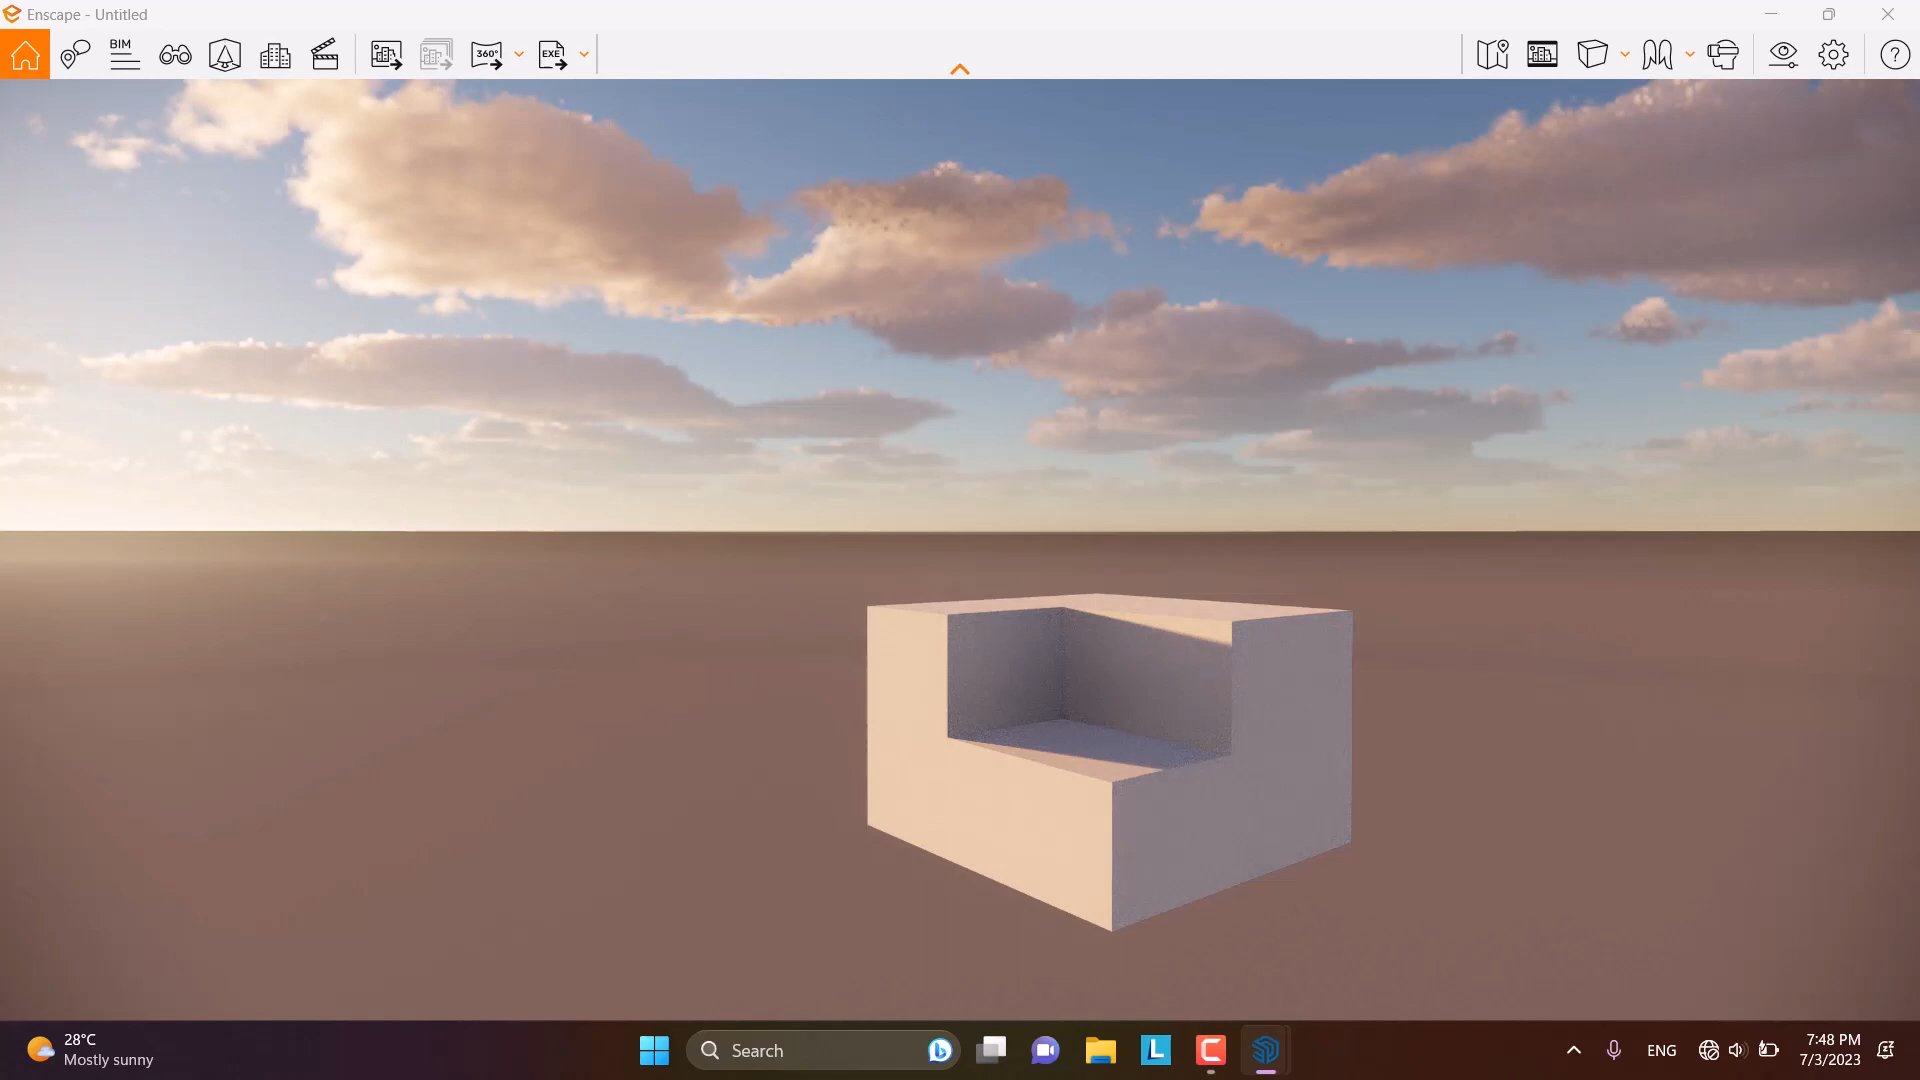 Enscape - Untitled
BIM
360°
EXE
?
28°C
Mostly sunny
Search
L
C
ENG
7:48 PM
7/3/2023